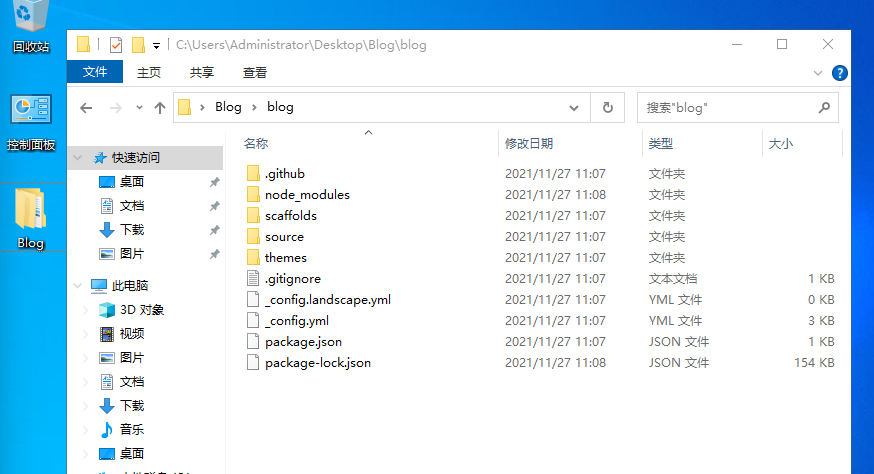 回收站
控制面板
Blog
C:\Users\Administrator\Desktop\Blog\blog
文件 主页 共享 查看
Blog blog
搜索"blog"
快速访问
桌面
文档
下载
图片
此电脑
3D 对象
视频
图片
文档
下载
音乐
桌面
名称 修改日期 类型 大小
.github 2021/11/27 11:07 文件夹
node_modules 2021/11/27 11:08 文件夹
scaffolds 2021/11/27 11:07 文件夹
source 2021/11/27 11:07 文件夹
themes 2021/11/27 11:07 文件夹
.gitignore 2021/11/27 11:07 文本文档 1 KB
_config.landscape.yml 2021/11/27 11:07 YML 文件 0 KB
_config.yml 2021/11/27 11:07 YML 文件 3 KB
package.json 2021/11/27 11:07 JSON 文件 1 KB
package-lock.json 2021/11/27 11:08 JSON 文件 154 KB